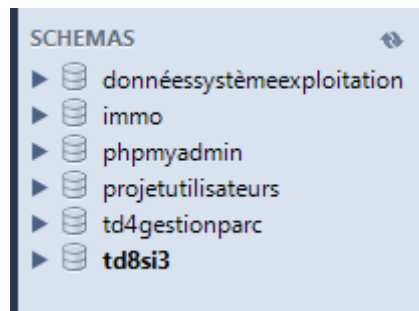 SCHEMAS
donnéessystèmeexploitation
immo
phpmyadmin
projetutilisateurs
td4gestionparc
td8si3